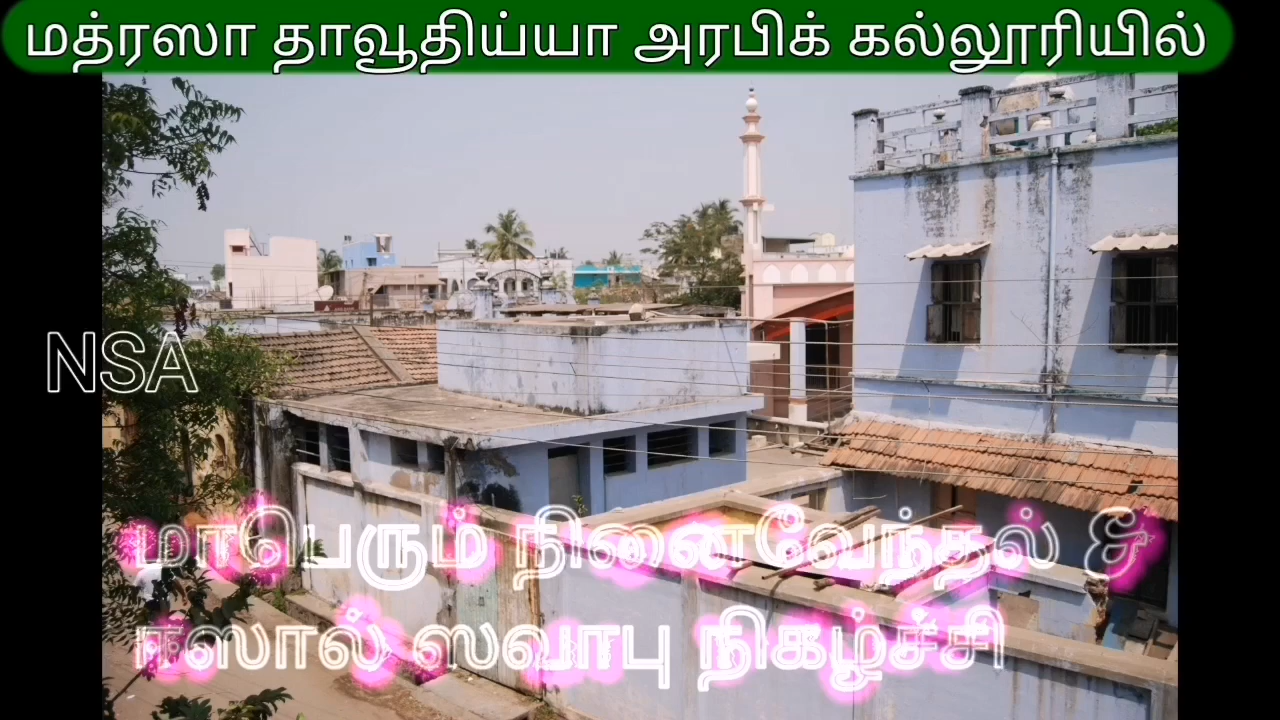 மத்ரஸா தாவூதிய்யா அரபிக் கல்லூரியில்
NSA
மாபெரும் நினைவேந்தல் &
ஈஸால் ஸவாபு நிகழ்ச்சி